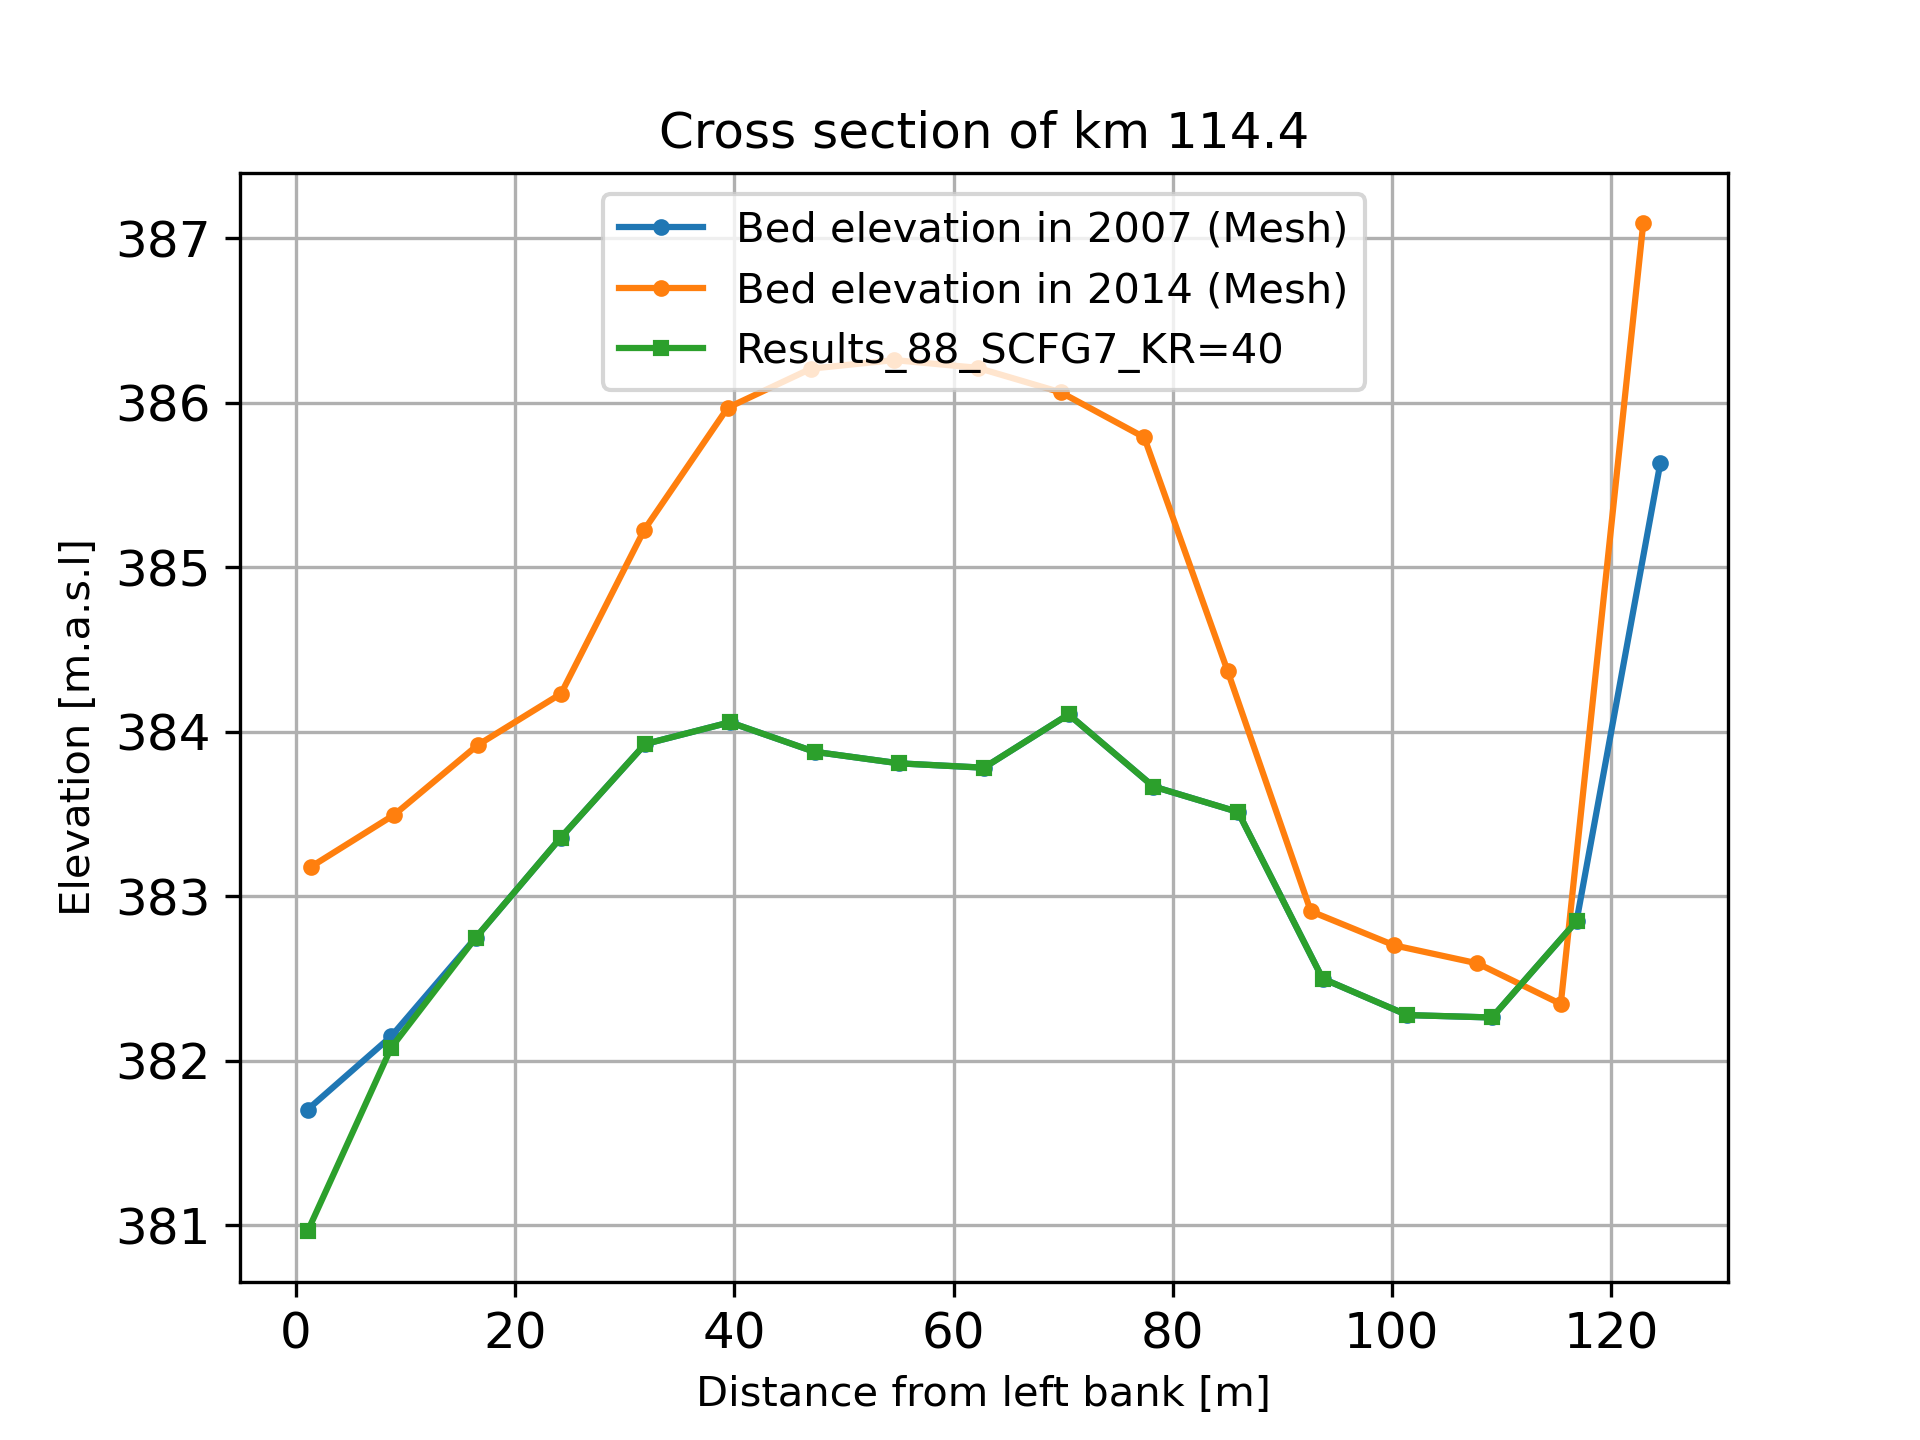 Cross section of km 114.4
Bed elevation in 2007 (Mesh)
Bed elevation in 2014 (Mesh)
Results_88_SCFG7_KR=40
387
386
385
384
383
382
381
Elevation [m.a.s.l]
0 20 40 60 80 100 120
Distance from left bank [m]